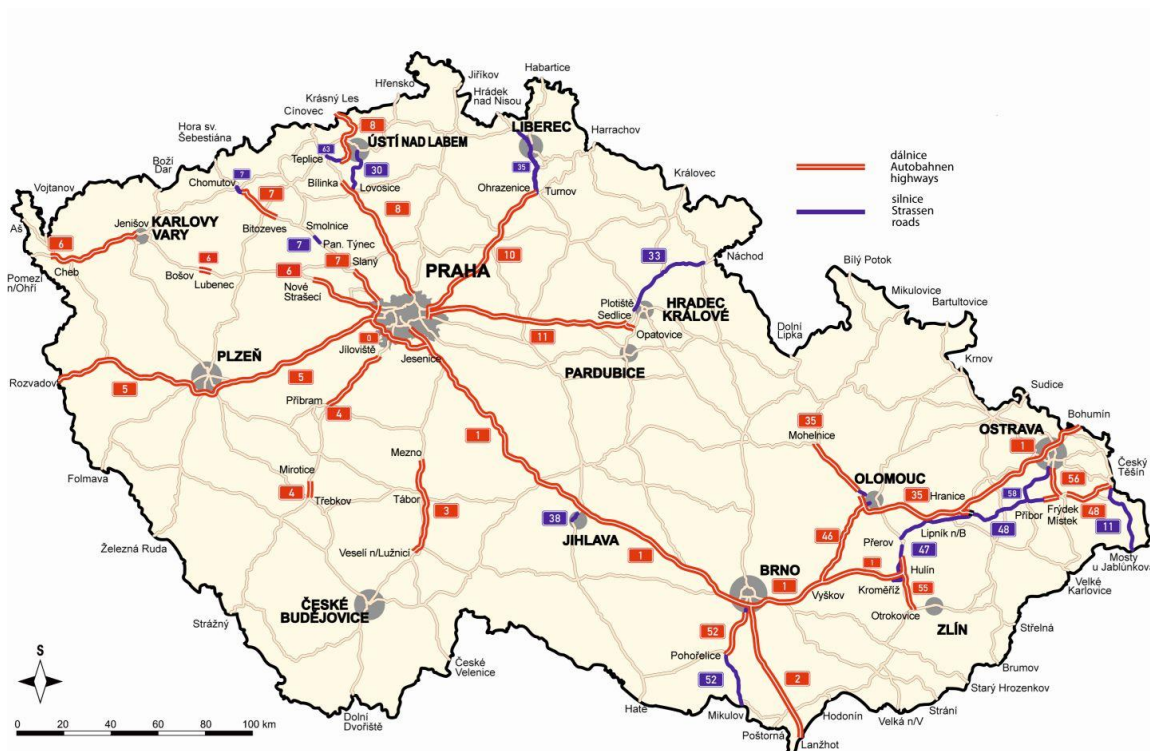 Habartice
Jiříkov
Hřensko
Hrádek
nad Nisou
Krásný Les
Cínovec
8
LIBEREC
Harrachov
Hora sv.
Šebestiána
ÚSTÍ NAD LABEM
63
Teplice
30
35
Boží
Dar
7
Chomutov
7
Bílinka
Lovosice
Ohrazenice
Turnov
Královec
Vojtanov
Aš
6
Jenišov
KARLOVY
VARY
Bitozeves
8
Smolnice
7
Pan. Týnec
10
33
Náchod
Cheb
Pomezí
n/Ohří
6
Bošov
Lubenec
6
Nové
Strašecí
7
Slaný
PRAHA
Plotiště
Sedlice
HRADEC
KRÁLOVÉ
Opatovice
11
Bílý Potok
Mikulovice
Bartultovice
Dolní
Lipka
0
Jíloviště
Jesenice
PARDUBICE
Krnov
PLZEŇ
5
Rozvadov
5
Příbram
4
1
Sudice
Bohumín
OSTRAVA
1
35
Mohelnice
Mezno
Český
Těšín
Folmava
Mirotice
4
Třebkov
Tábor
3
OLOMOUC
35
Hranice
58
56
Příbor
Frýdek
Místek
48
48
11
Lipník n/B
38
JIHLAVA
46
Přerov
47
Železná Ruda
Veselí n/Lužnicí
1
Mosty
u Jablůnkova
BRNO
1
1
Hulín
Vyškov
Kroměříž
55
Velké
Karlovice
ČESKÉ
BUDĚJOVICE
Otrokovice
ZLÍN
Strážný
52
Střelná
Pohořelice
České
Velenice
52
2
Brumov
Starý Hrozenkov
Strání
S
Dolní
Dvořiště
Hatě
Mikulov
Poštorná
Lanžhot
Hodonín
Velká n/V
0 20 40 60 80 100 km
dálnice
Autobahnen
highways
silnice
Strassen
roads